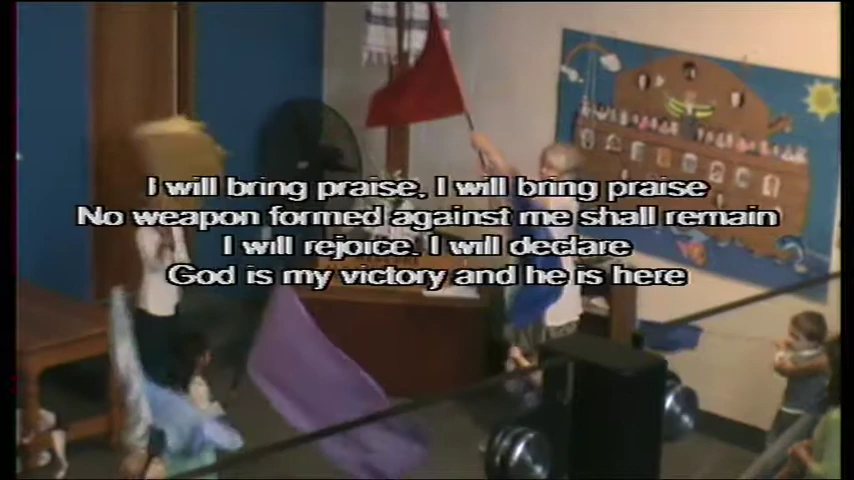 I will bring praise, I will bring praise
No weapon formed against me shall remain
I will rejoice. I will declare
God is my victory and he is here